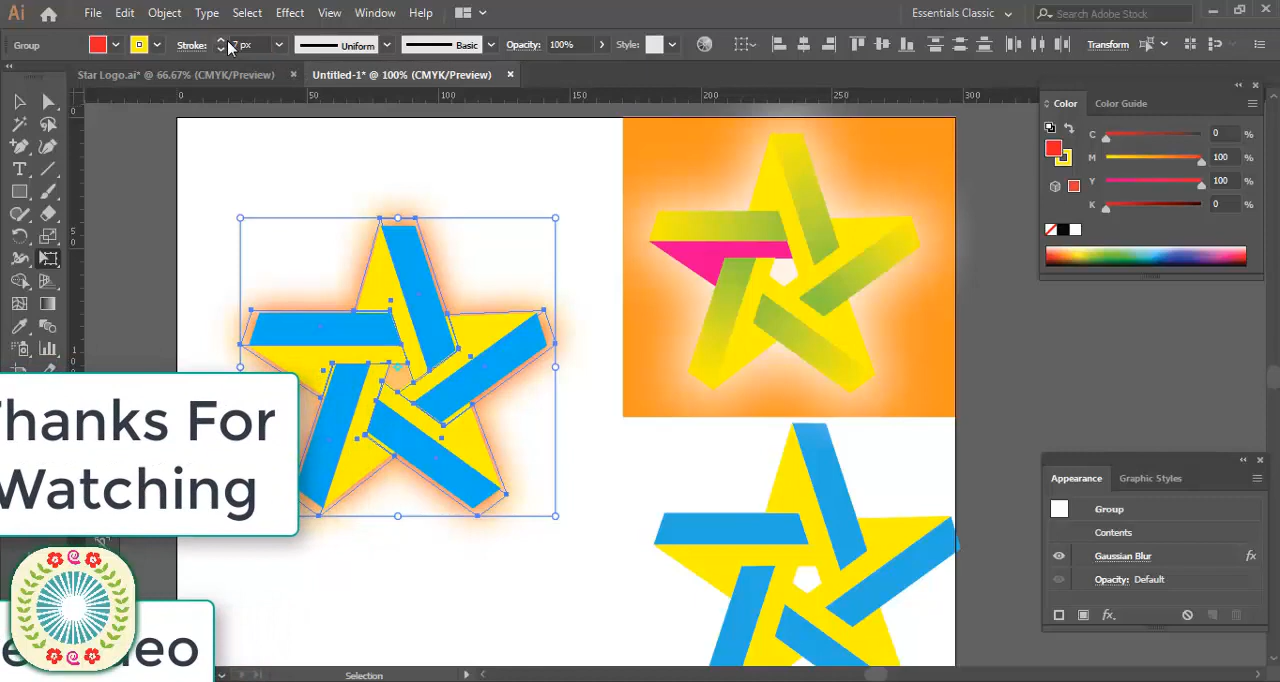 Ai File Edit Object Type Select Effect View Window Help Essentials Classic Search Adobe Stock
Group Stroke: 7 px Uniform Basic Opacity: 100% Style: Transform
Star Logo.ai* @ 66.67% (CMYK/Preview) × Untitled-1* @ 100% (CMYK/Preview) ×
0 50 100 150 200 250 300
Color Color Guide
C 0 %
M 100 %
Y 100 %
K 0 %
Thanks For
Watching
Appearance Graphic Styles
Group
Contents
Gaussian Blur fx
Opacity: Default
fx.
Selection